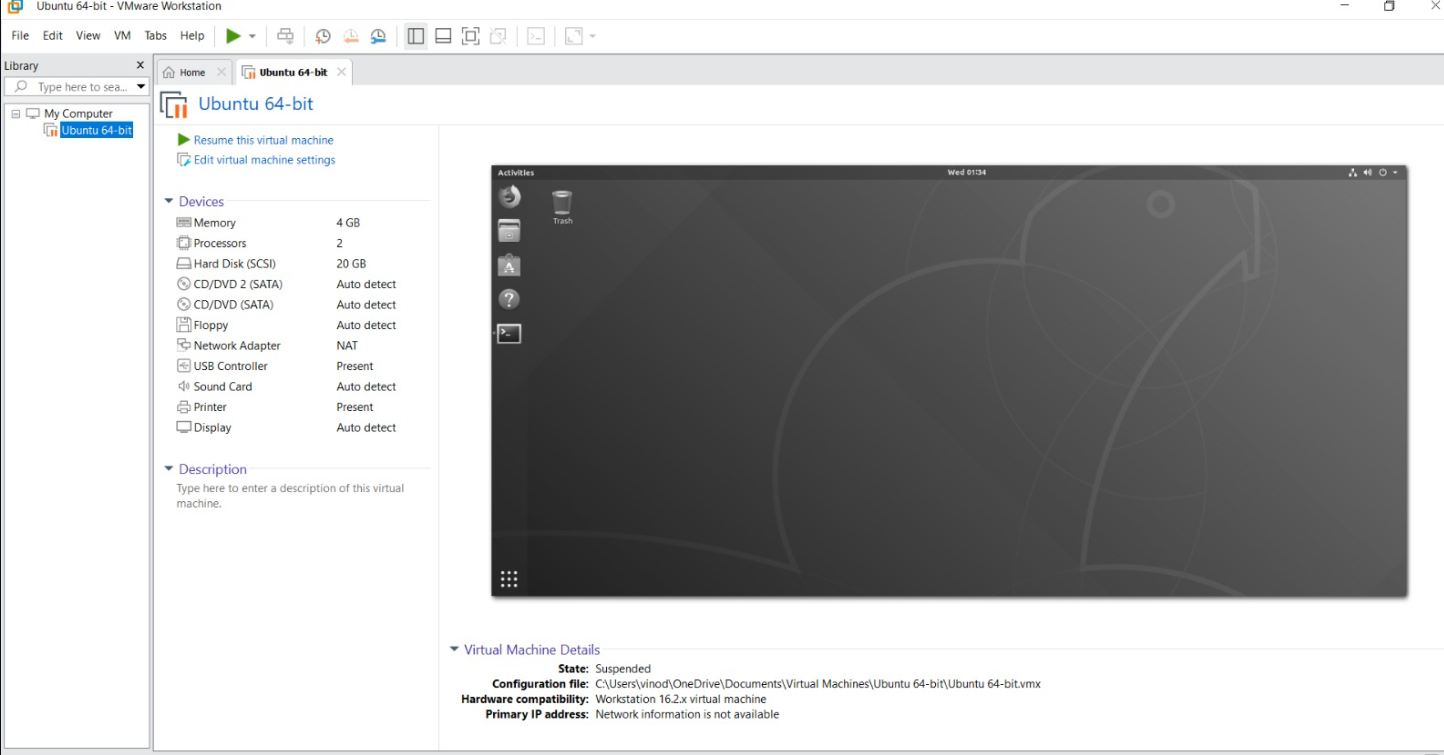 Ubuntu 64-bit - VMware Workstation
File Edit View VM Tabs Help
Library
Type here to sea...
My Computer
Ubuntu 64-bit
Home
Ubuntu 64-bit
Ubuntu 64-bit
Resume this virtual machine
Edit virtual machine settings
Devices
Memory 4 GB
Processors 2
Hard Disk (SCSI) 20 GB
CD/DVD 2 (SATA) Auto detect
CD/DVD (SATA) Auto detect
Floppy Auto detect
Network Adapter NAT
USB Controller Present
Sound Card Auto detect
Printer Present
Display Auto detect
Description
Type here to enter a description of this virtual
machine.
Activities Wed 01:34
Trash
Virtual Machine Details
State: Suspended
Configuration file: C:\Users\vinod\OneDrive\Documents\Virtual Machines\Ubuntu 64-bit\Ubuntu 64-bit.vmx
Hardware compatibility: Workstation 16.2.x virtual machine
Primary IP address: Network information is not available